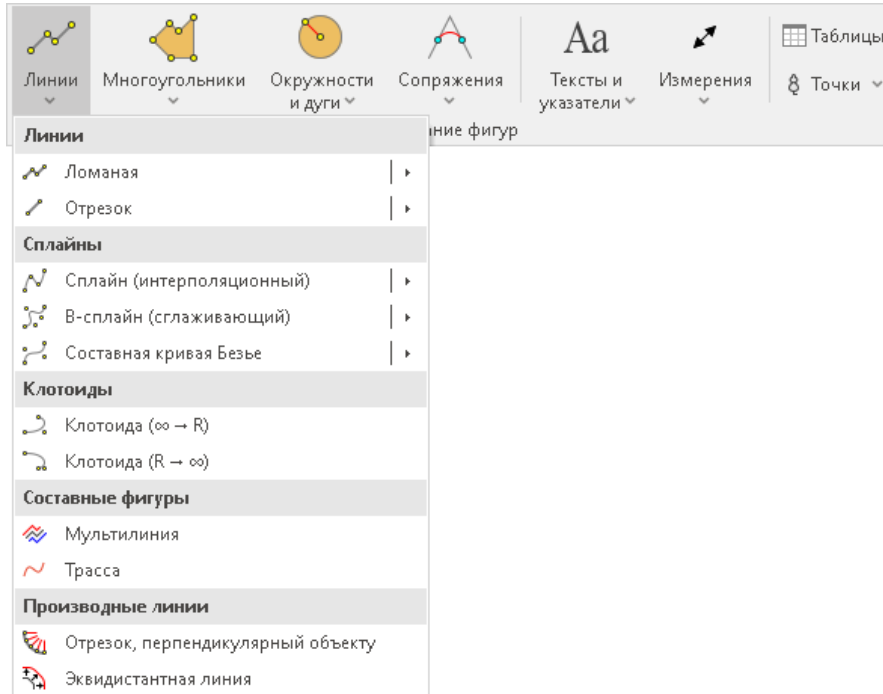 Линии
Многоугольники
Окружности
и дуги
Сопряжения
Аа
Тексты и
указатели
Измерения
Таблицы
Точки
ние фигур
Линии
Ломаная
Отрезок
Сплайны
Сплайн (интерполяционный)
В-сплайн (сглаживающий)
Составная кривая Безье
Клотоиды
Клотоида (∞ → R)
Клотоида (R → ∞)
Составные фигуры
Мультилиния
Трасса
Производные линии
Отрезок, перпендикулярный объекту
Эквидистантная линия